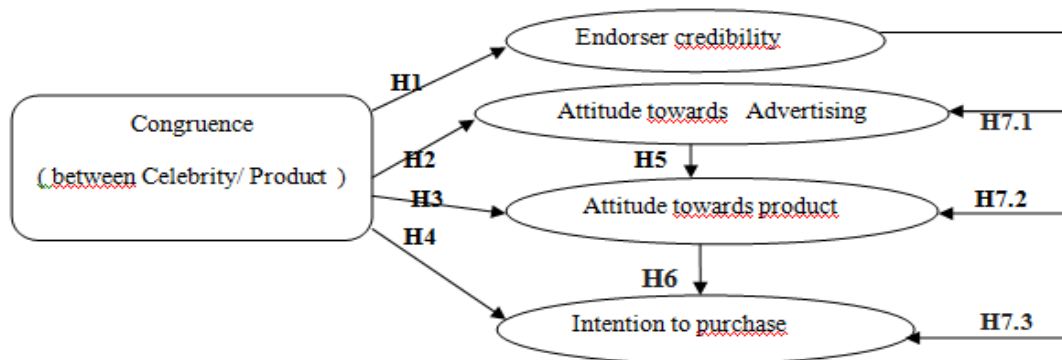 Endorser credibility
H1
Congruence
( between Celebrity/ Product )
Attitude towards Advertising
H7.1
H2
H5
H3
Attitude towards product
H7.2
H4
H6
Intention to purchase
H7.3